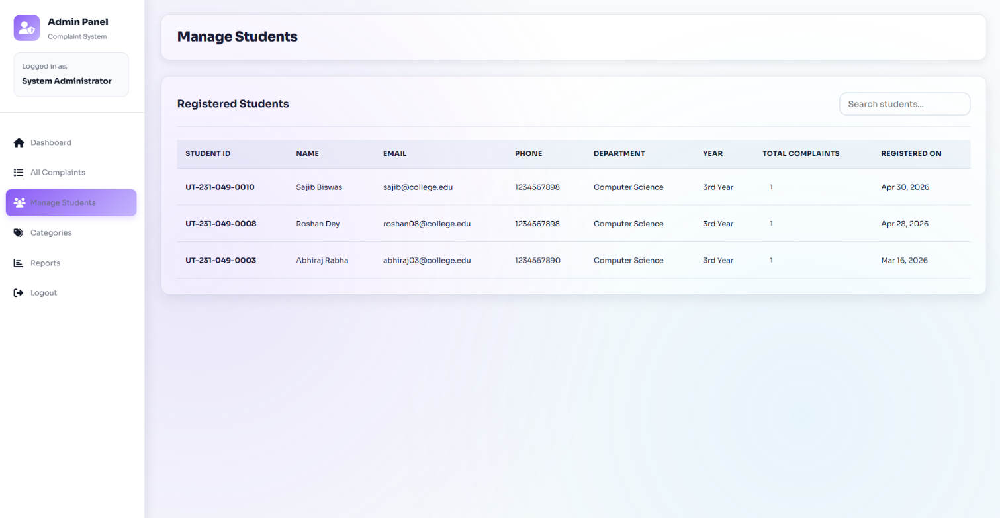 Admin Panel
Complaint System
Logged in as,
System Administrator
Dashboard
All Complaints
Manage Students
Categories
Reports
Logout
Manage Students
Registered Students
Search students...
STUDENT ID NAME EMAIL PHONE DEPARTMENT YEAR TOTAL COMPLAINTS REGISTERED ON
UT-231-049-0010 Sajib Biswas sajib@college.edu 1234567898 Computer Science 3rd Year 1 Apr 30, 2026
UT-231-049-0008 Roshan Dey roshan08@college.edu 1234567898 Computer Science 3rd Year 1 Apr 28, 2026
UT-231-049-0003 Abhiraj Rabha abhiraj03@college.edu 1234567890 Computer Science 3rd Year 1 Mar 16, 2026